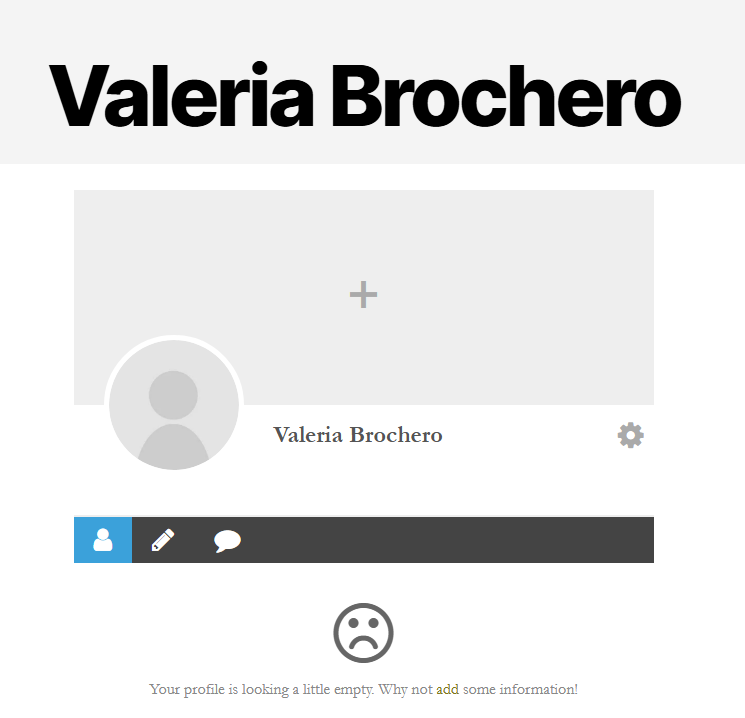 Valeria Brochero
Valeria Brochero
Your profile is looking a little empty. Why not add some information!